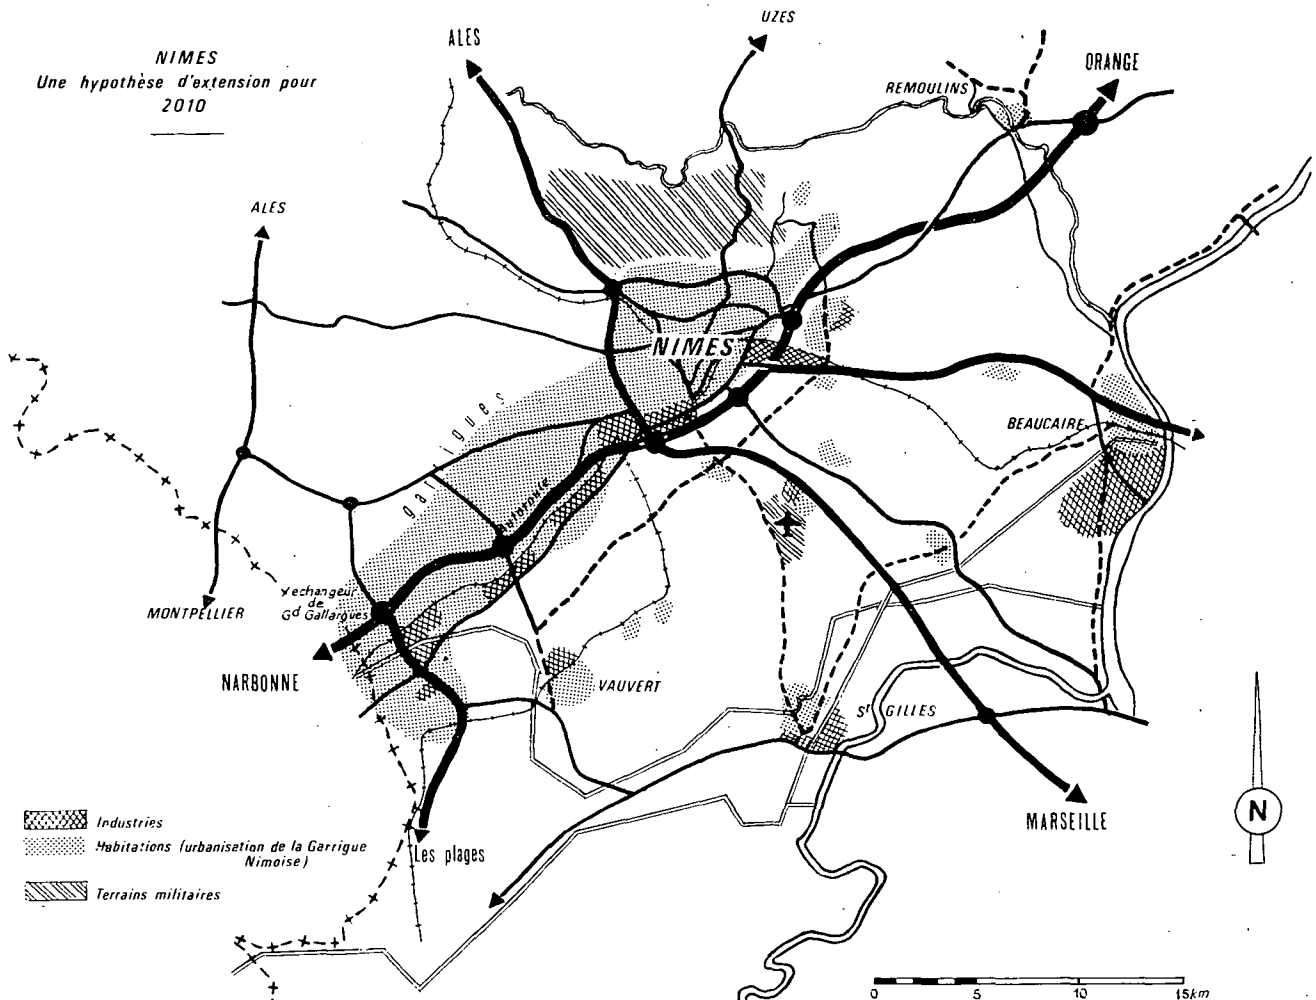 NIMES
Une hypothèse d'extension pour
2010
ALES
UZES
ORANGE
REMOULINS
ALES
NIMES
garrigues
BEAUCAIRE
Autoroute
echangeur
de
Gd Gallargues
MONTPELLIER
NARBONNE
VAUVERT
St GILLES
MARSEILLE
Les plages
N
Industries
Habitations (urbanisation de la Garrigue
Nimoise)
Terrains militaires
0 5 10 15km